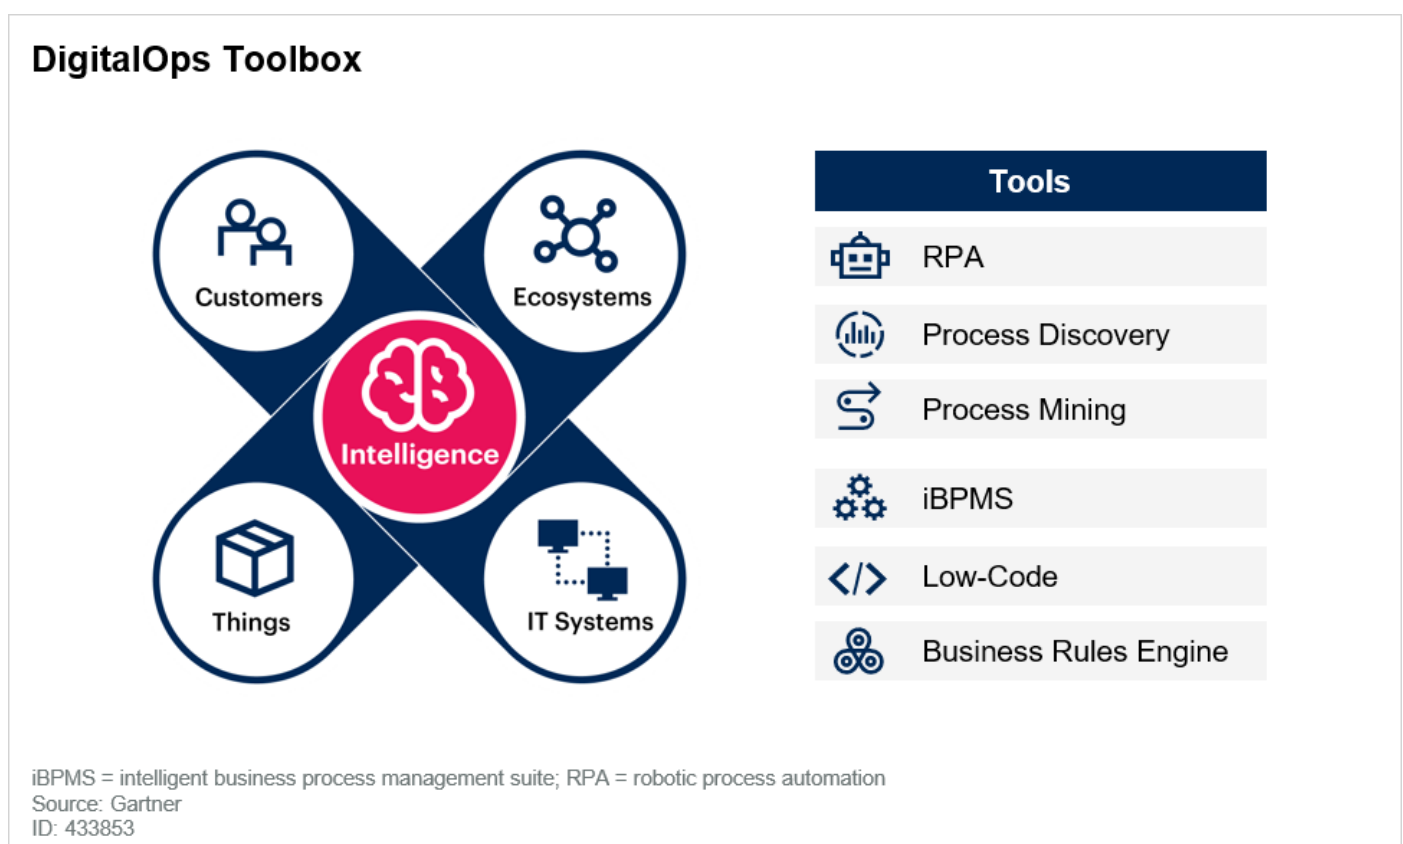 DigitalOps Toolbox
Customers
Ecosystems
Intelligence
Things
IT Systems
Tools
RPA
Process Discovery
Process Mining
iBPMS
Low-Code
Business Rules Engine
iBPMS = intelligent business process management suite; RPA = robotic process automation
Source: Gartner
ID: 433853